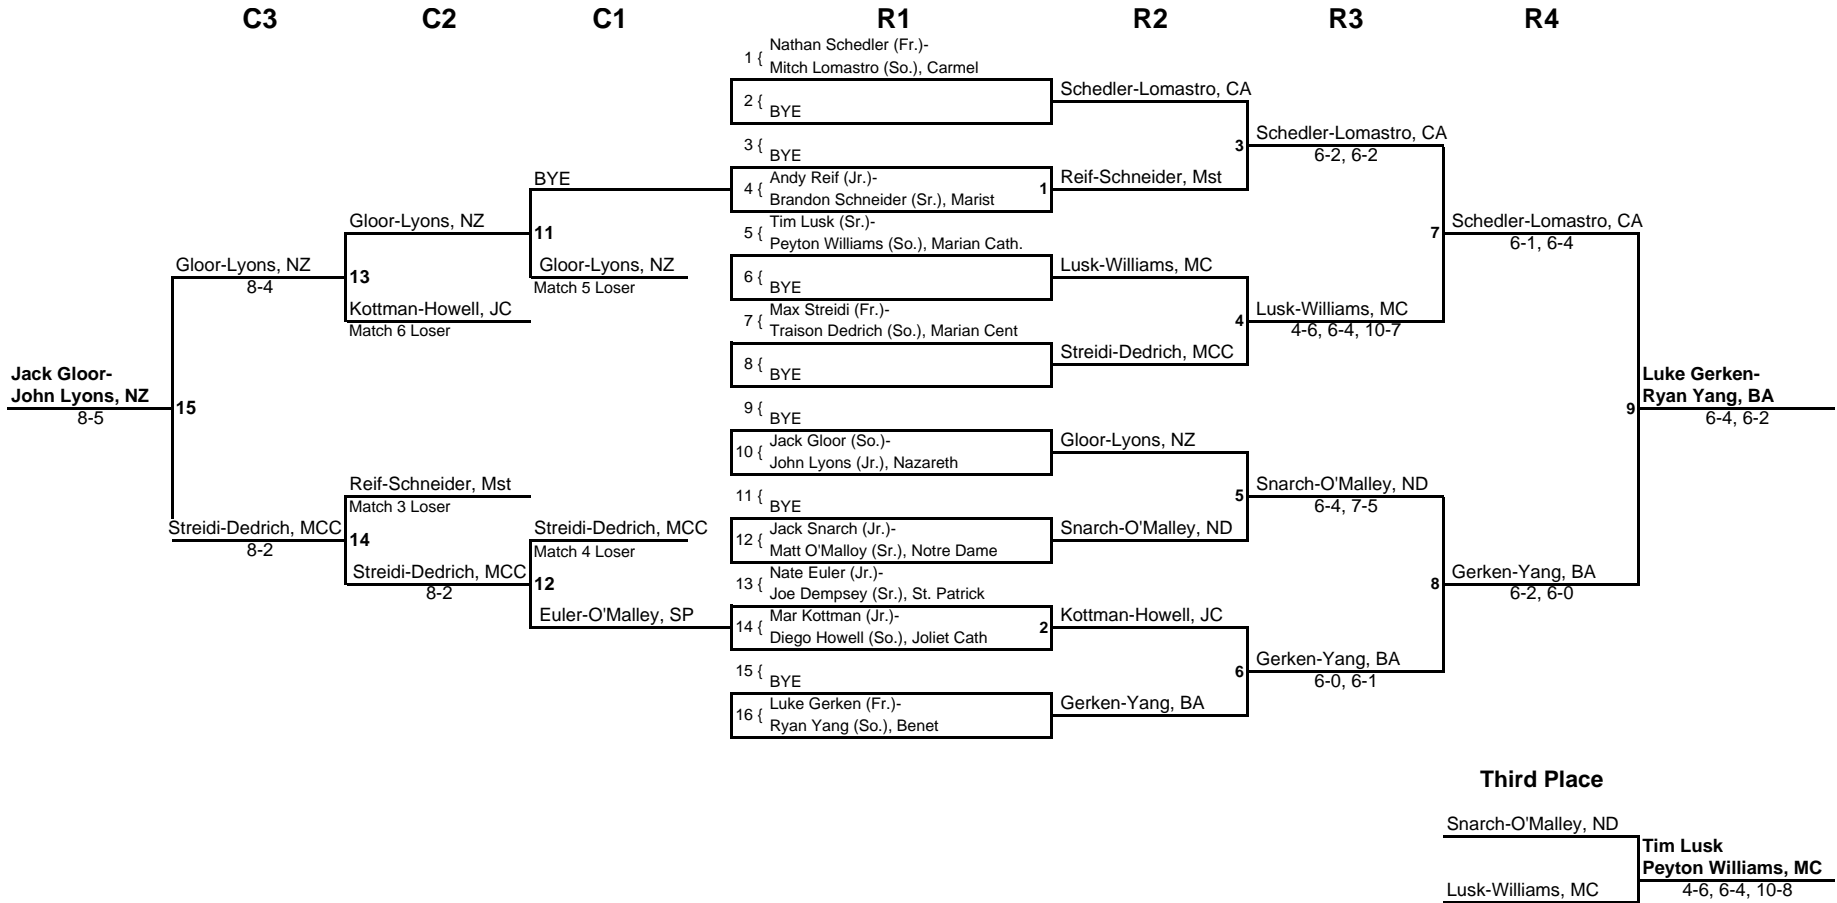 C3 C2 C1 R1 R2 R3 R4
Jack Gloor-
John Lyons, NZ
8-5
15
Gloor-Lyons, NZ
8-4
Streidi-Dedrich, MCC
8-2
Gloor-Lyons, NZ
13
Kottman-Howell, JC
Match 6 Loser
Reif-Schneider, Mst
Match 3 Loser
14
Streidi-Dedrich, MCC
8-2
BYE
11
Gloor-Lyons, NZ
Match 5 Loser
Streidi-Dedrich, MCC
Match 4 Loser
12
Euler-O'Malley, SP
1 { Nathan Schedler (Fr.)-
Mitch Lomastro (So.), Carmel
2 { BYE
3 { BYE
4 { Andy Reif (Jr.)-
Brandon Schneider (Sr.), Marist
1
5 { Tim Lusk (Sr.)-
Peyton Williams (So.), Marian Cath.
6 { BYE
7 { Max Streidi (Fr.)-
Traison Dedrich (So.), Marian Cent
8 { BYE
9 { BYE
10 { Jack Gloor (So.)-
John Lyons (Jr.), Nazareth
11 { BYE
12 { Jack Snarch (Jr.)-
Matt O'Malloy (Sr.), Notre Dame
13 { Nate Euler (Jr.)-
Joe Dempsey (Sr.), St. Patrick
14 { Mar Kottman (Jr.)-
Diego Howell (So.), Joliet Cath
2
15 { BYE
16 { Luke Gerken (Fr.)-
Ryan Yang (So.), Benet
Schedler-Lomastro, CA
3
Reif-Schneider, Mst
Lusk-Williams, MC
4
Streidi-Dedrich, MCC
Gloor-Lyons, NZ
5
Snarch-O'Malley, ND
Kottman-Howell, JC
6
Gerken-Yang, BA
Schedler-Lomastro, CA
6-2, 6-2
7
Lusk-Williams, MC
4-6, 6-4, 10-7
Snarch-O'Malley, ND
6-4, 7-5
8
Gerken-Yang, BA
6-0, 6-1
Schedler-Lomastro, CA
6-1, 6-4
9
Gerken-Yang, BA
6-2, 6-0
Luke Gerken-
Ryan Yang, BA
6-4, 6-2
Third Place
Snarch-O'Malley, ND
Lusk-Williams, MC
Tim Lusk
Peyton Williams, MC
4-6, 6-4, 10-8